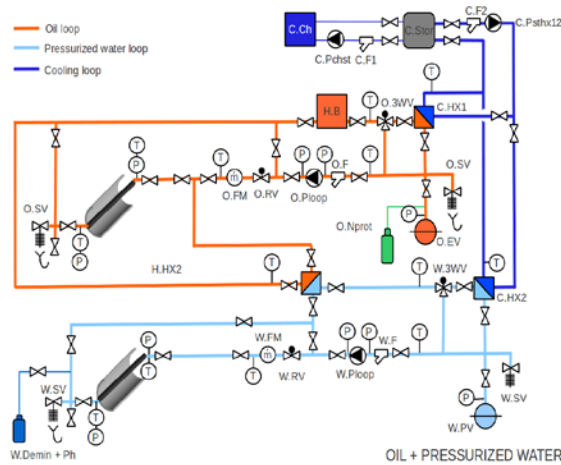 C.F2
C.Ch
C.Stor
C.Psthx12
Oil loop
Pressurized water loop
Cooling loop
C.Pchst
C.F1
T
T
C.HX1
H.B
T
O.3WV
T
P
T
P
P
T
O.F
O.SV
O.FM
ṁ
O.RV
O.Ploop
O.SV
T
P
O.Nprot
P
O.EV
H.HX2
T
W.3WV
T
C.HX2
P
T
W.FM
ṁ
T
W.RV
P
P
W.F
T
W.Ploop
W.SV
T
P
W.SV
P
W.PV
W.Demin + Ph
OIL + PRESSURIZED WATER